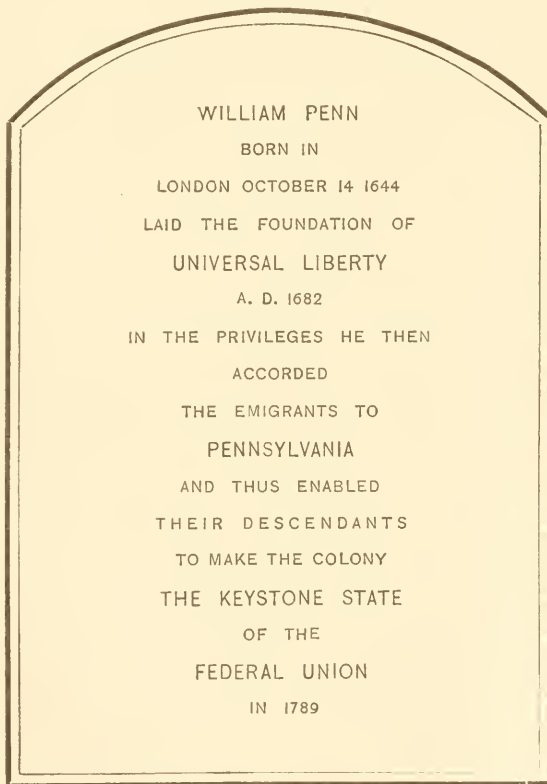 WILLIAM PENN
BORN IN
LONDON OCTOBER 14 1644
LAID THE FOUNDATION OF
UNIVERSAL LIBERTY
A. D. 1682
IN THE PRIVILEGES HE THEN
ACCORDED
THE EMIGRANTS TO
PENNSYLVANIA
AND THUS ENABLED
THEIR DESCENDANTS
TO MAKE THE COLONY
THE KEYSTONE STATE
OF THE
FEDERAL UNION
IN 1789